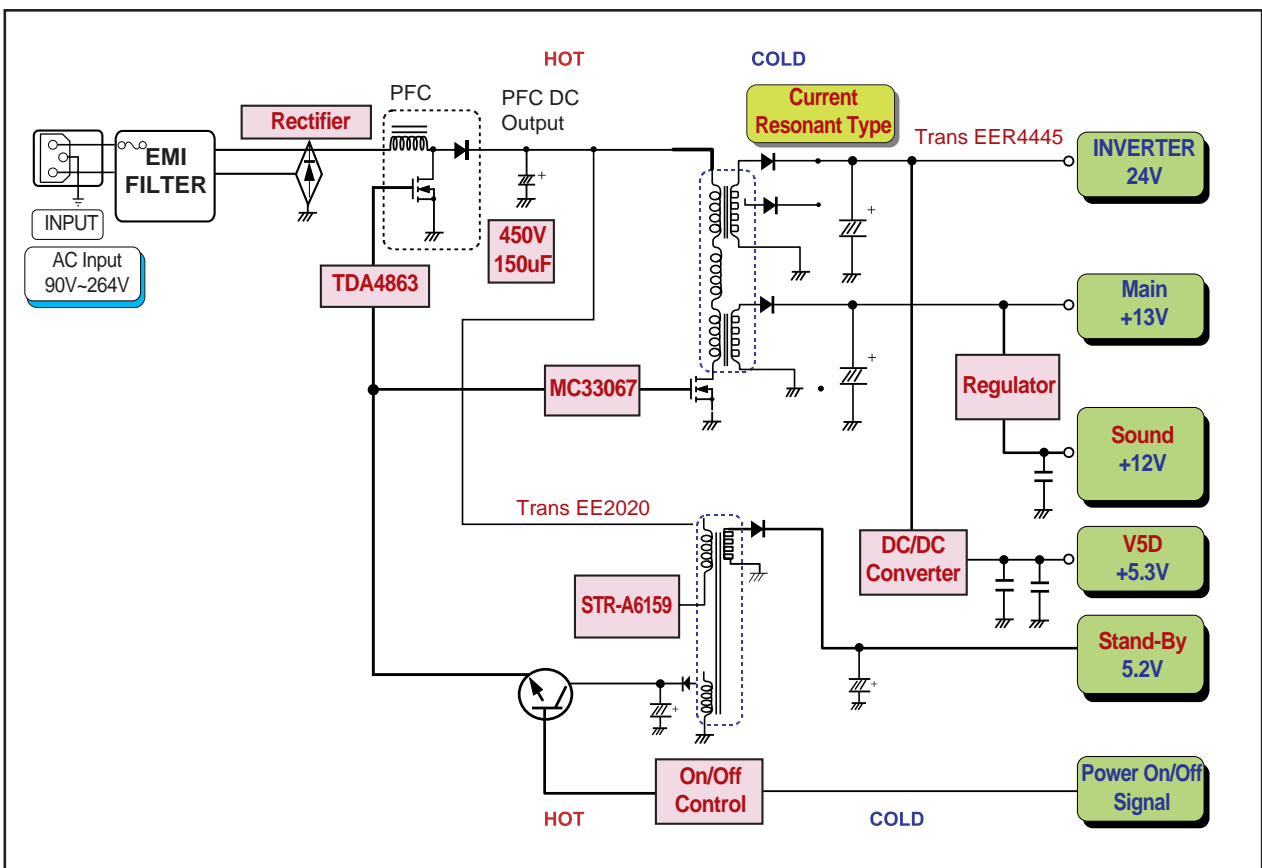 HOT
COLD
PFC
PFC DC
Output
Current
Resonant Type
Rectifier
Trans EER4445
EMI
FILTER
INVERTER
24V
INPUT
AC Input
90V~264V
450V
150uF
TDA4863
Main
+13V
MC33067
Regulator
Sound
+12V
Trans EE2020
DC/DC
Converter
V5D
+5.3V
STR-A6159
Stand-By
5.2V
On/Off
Control
Power On/Off
Signal
HOT
COLD
+
+
+
+
+